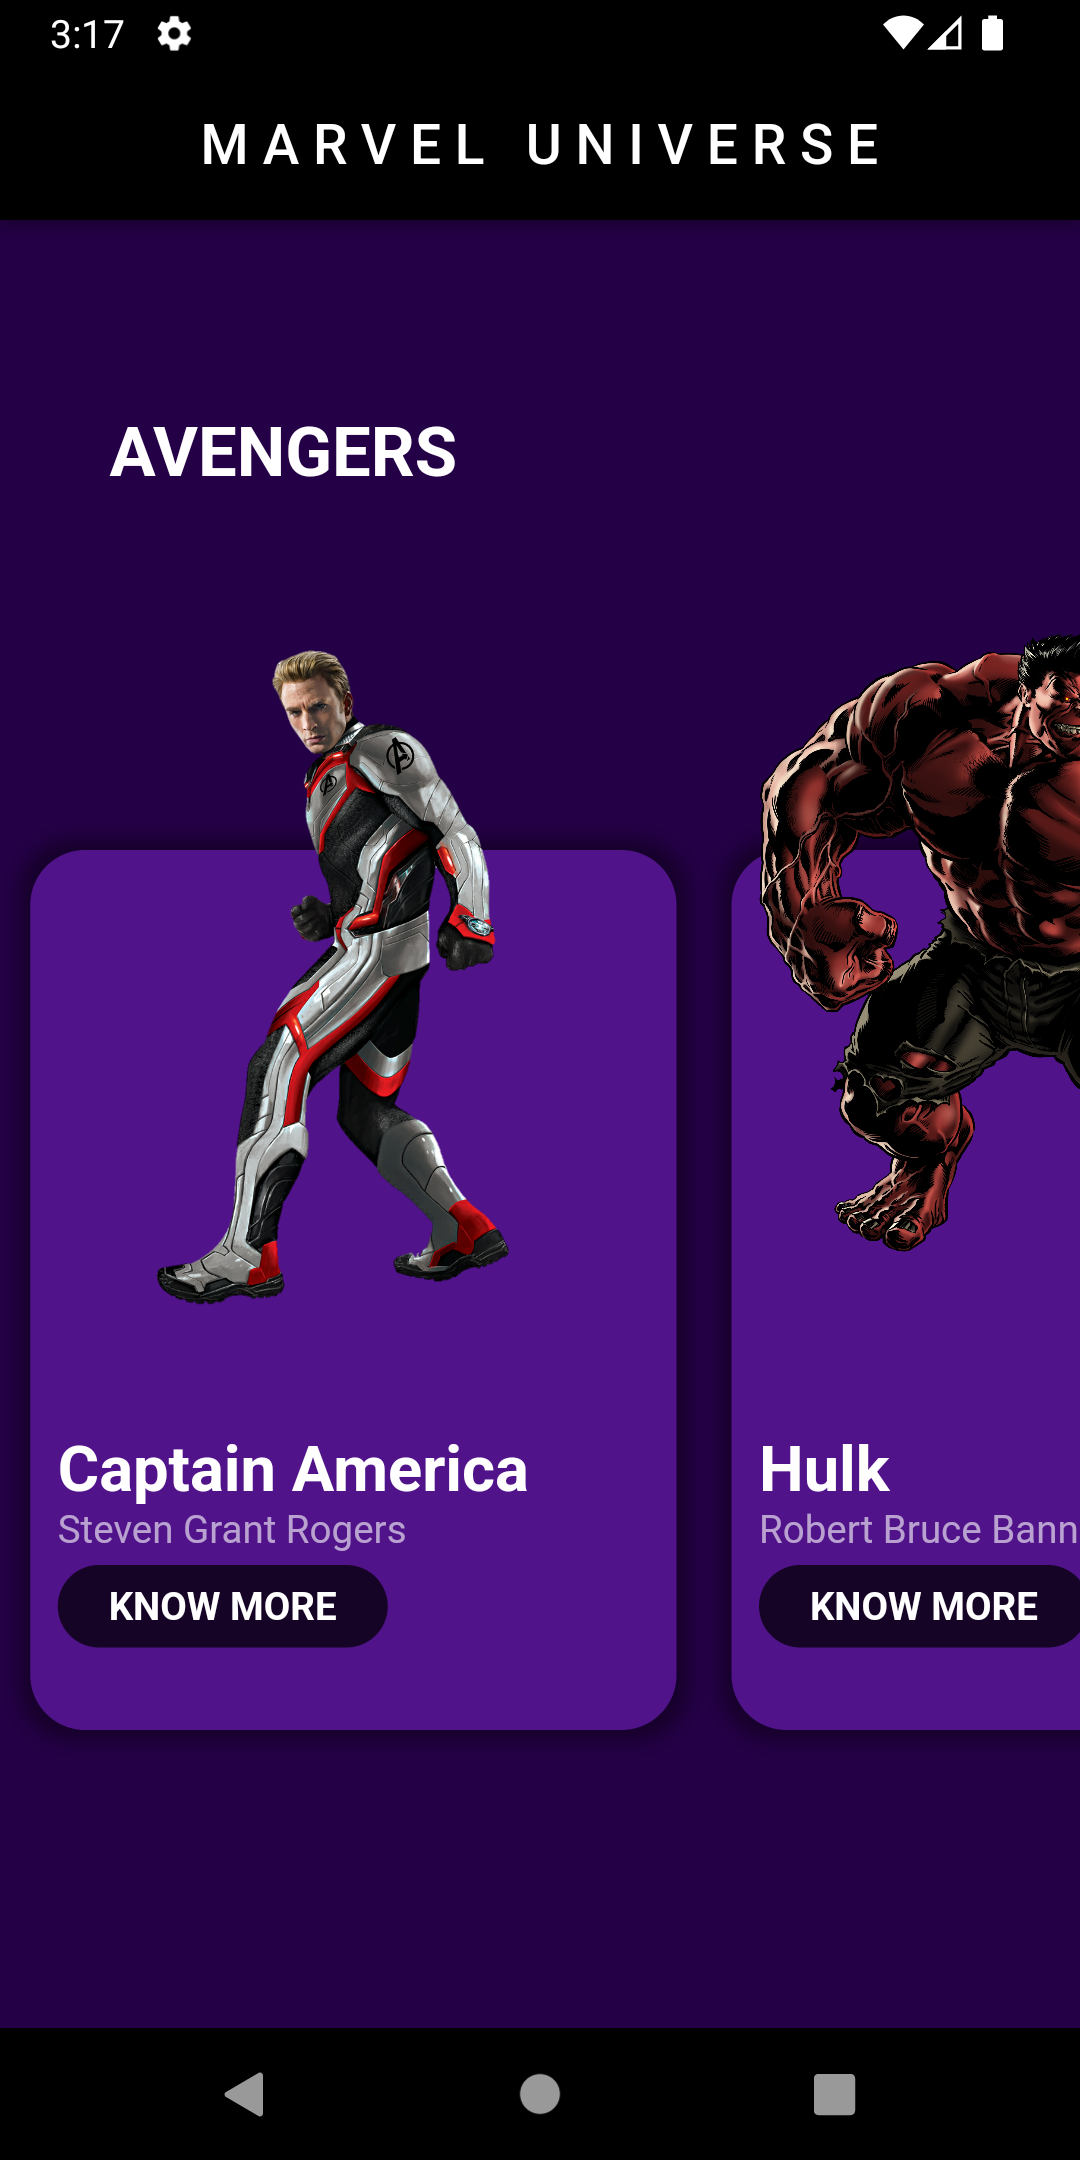 3:17
MARVEL UNIVERSE
AVENGERS
Captain America
Steven Grant Rogers
KNOW MORE
Hulk
Robert Bruce Bann
KNOW MORE